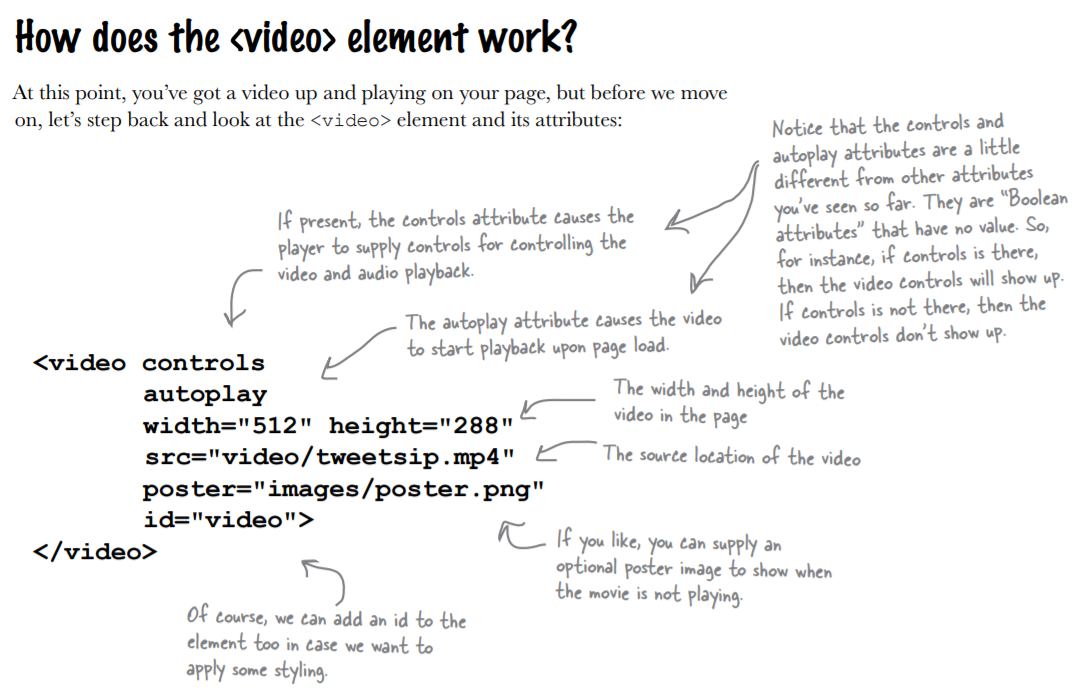 How does the <video> element work?
At this point, you've got a video up and playing on your page, but before we move
on, let's step back and look at the <video> element and its attributes:
Notice that the controls and
autoplay attributes are a little
different from other attributes
you've seen so far. They are "Boolean
attributes" that have no value. So,
for instance, if controls is there,
then the video controls will show up.
If controls is not there, then the
video controls don't show up.
If present, the controls attribute causes the
player to supply controls for controlling the
video and audio playback.
The autoplay attribute causes the video
to start playback upon page load.
<video controls
autoplay
width="512" height="288"
src="video/tweetsip.mp4"
poster="images/poster.png"
id="video">
</video>
The width and height of the
video in the page
The source location of the video
If you like, you can supply an
optional poster image to show when
the movie is not playing.
Of course, we can add an id to the
element too in case we want to
apply some styling.